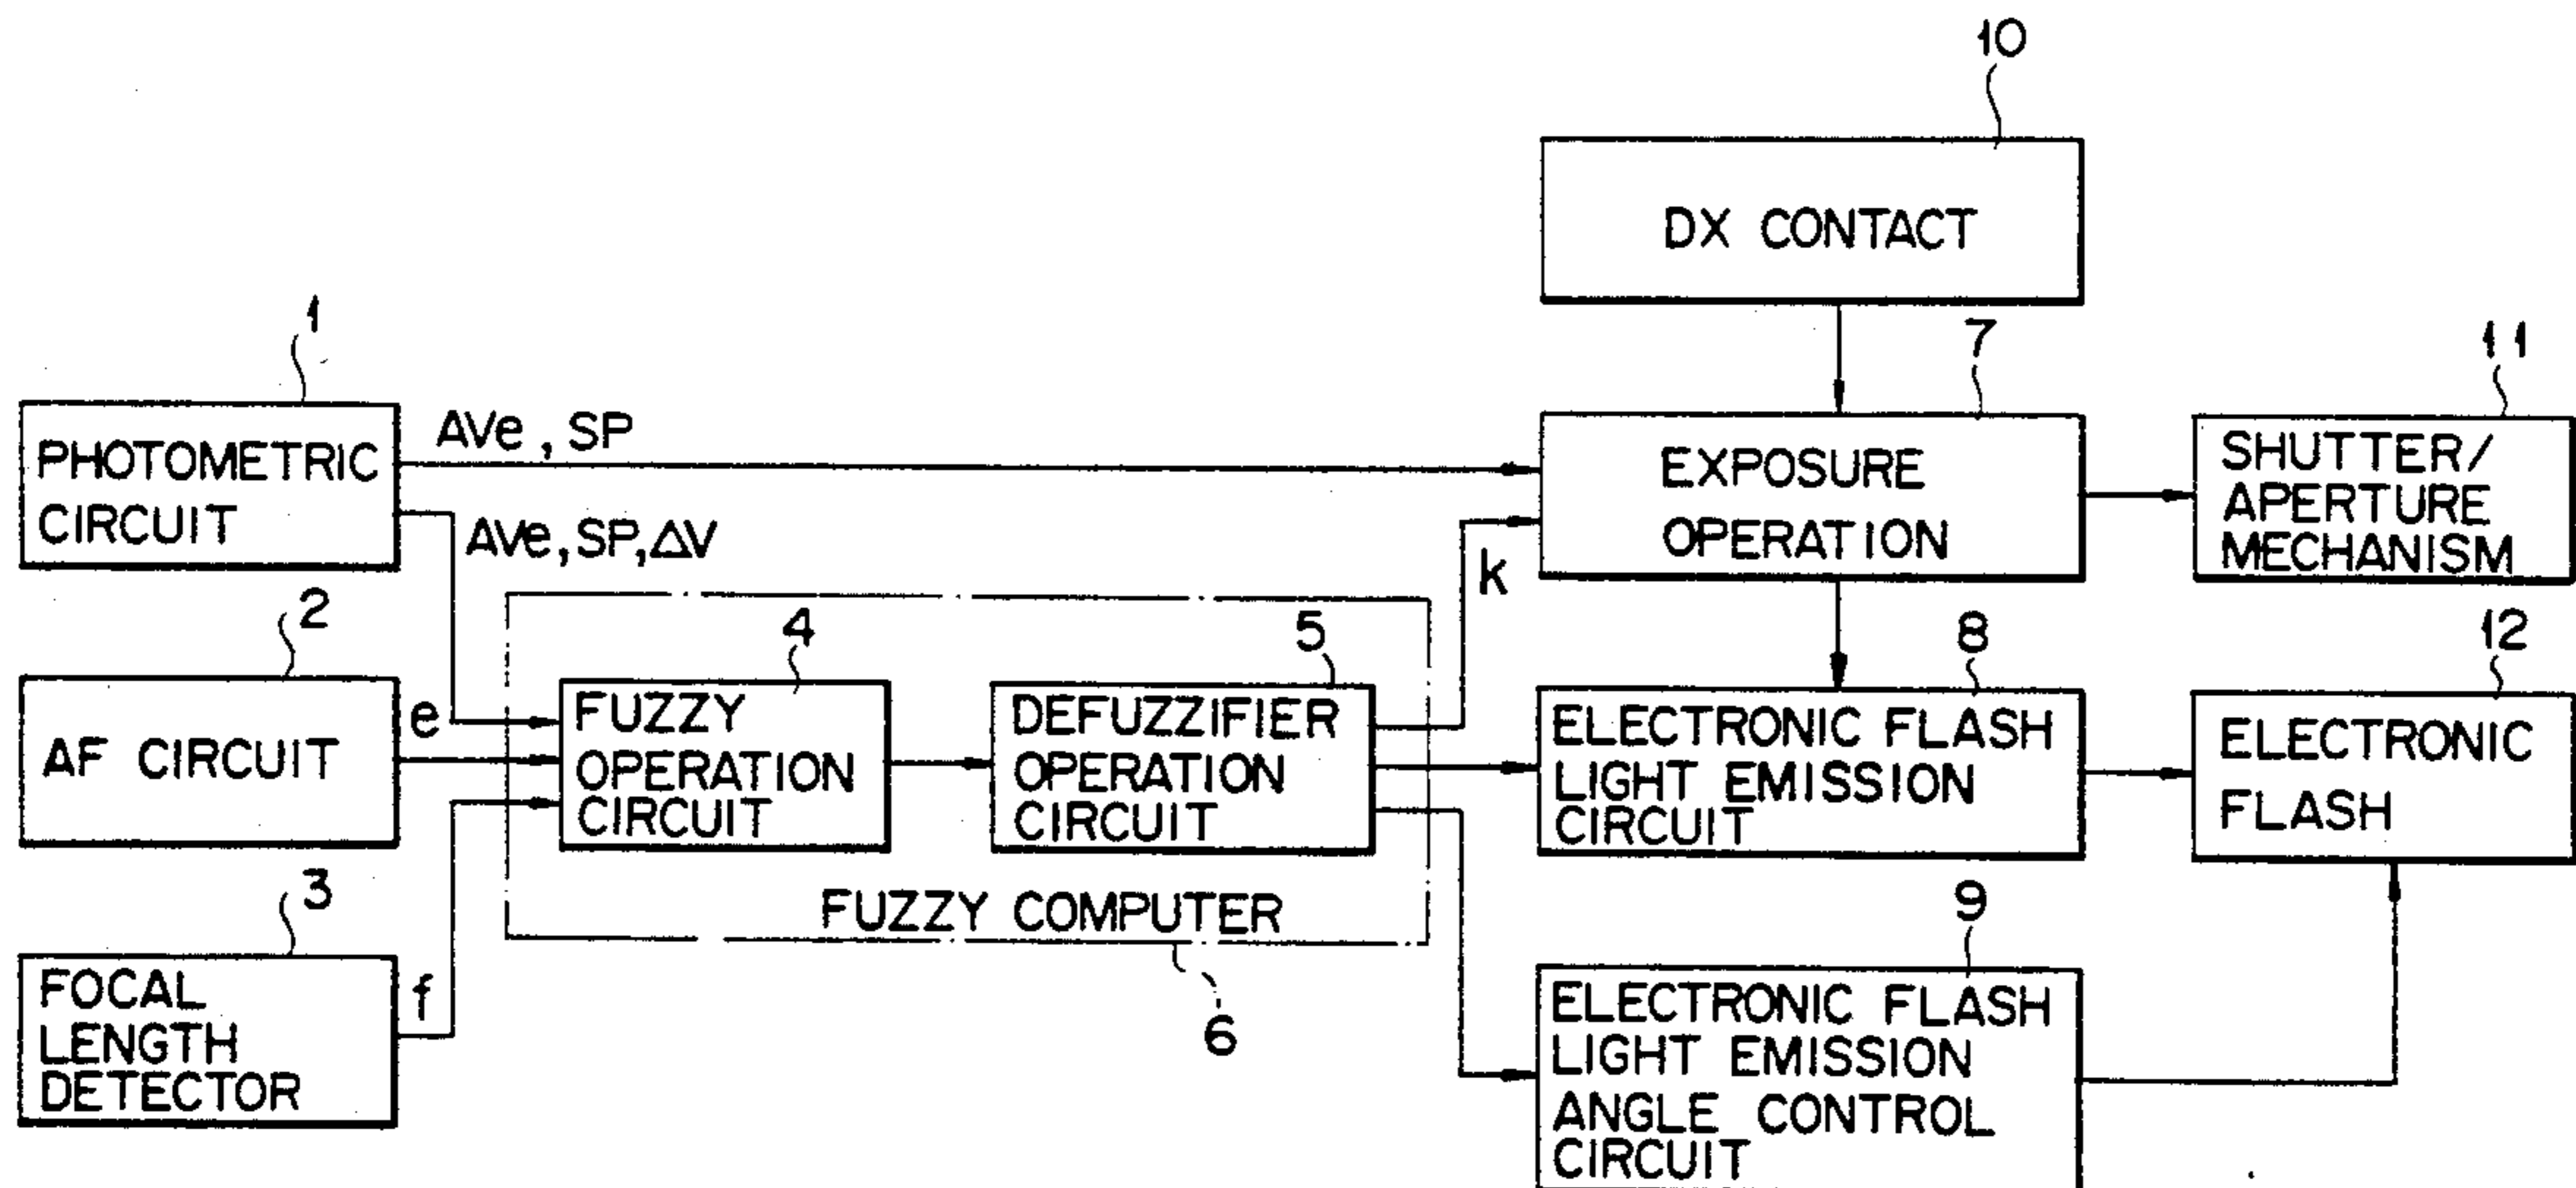 10
DX CONTACT
1
PHOTOMETRIC
CIRCUIT
AVe, SP
AVe, SP, ΔV
7
EXPOSURE
OPERATION
k
11
SHUTTER/
APERTURE
MECHANISM
2
AF CIRCUIT
e
4
FUZZY
OPERATION
CIRCUIT
5
DEFUZZIFIER
OPERATION
CIRCUIT
FUZZY COMPUTER
6
8
ELECTRONIC FLASH
LIGHT EMISSION
CIRCUIT
12
ELECTRONIC
FLASH
3
FOCAL
LENGTH
DETECTOR
f
9
ELECTRONIC FLASH
LIGHT EMISSION
ANGLE CONTROL
CIRCUIT